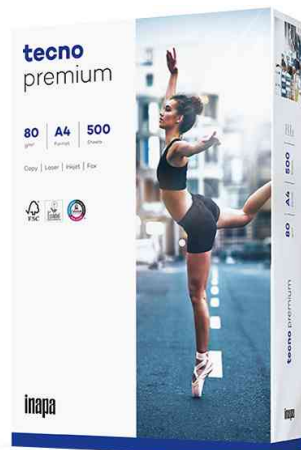 tecno
premium
80 A4 500
g/m² Format Sheets
Copy | Laser | Inkjet | Fax
FSC
inapa
500
A4
80
tecno premium
inapa